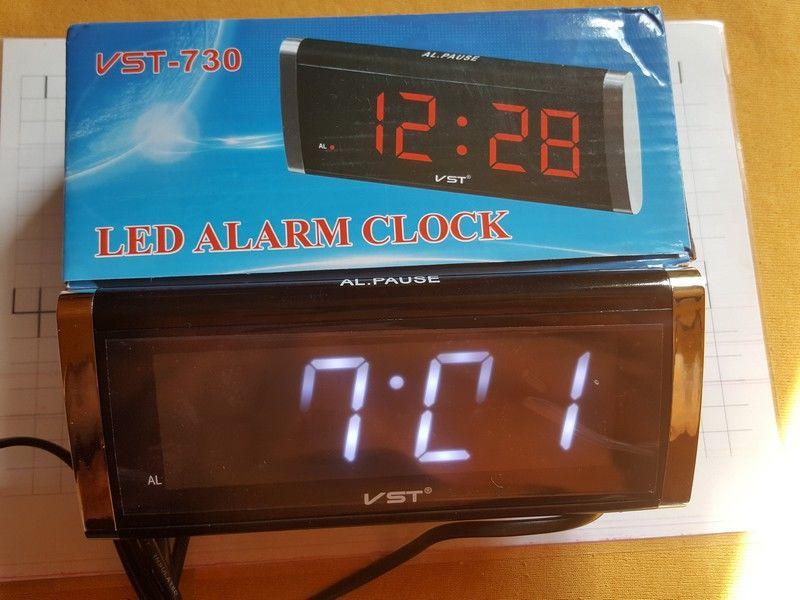 VST-730
AL.PAUSE
12:28
AL
VST®
LED ALARM CLOCK
AL.PAUSE
7:01
AL
VST®